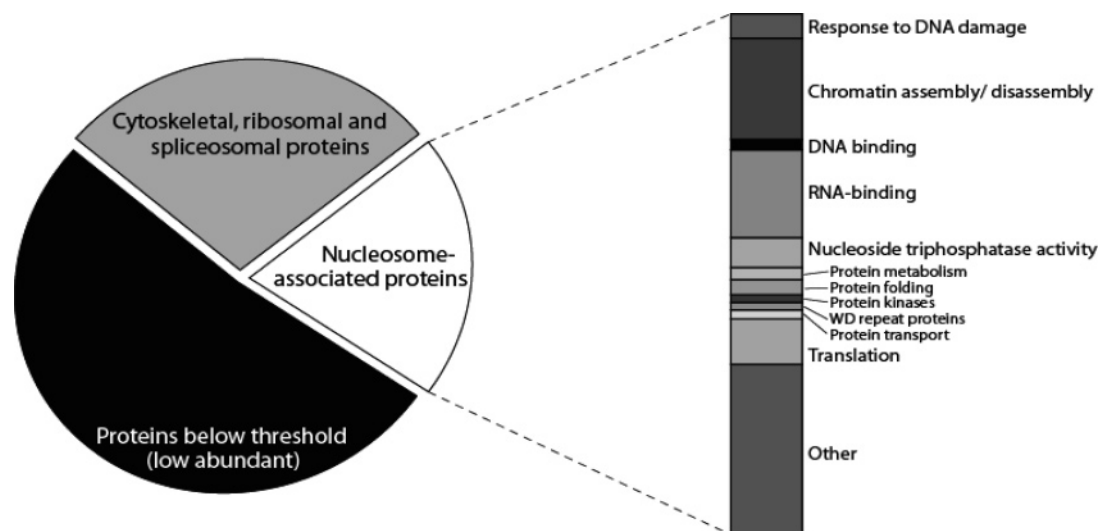 Cytoskeletal, ribosomal and
spliceosomal proteins
Nucleosome-
associated proteins
Proteins below threshold
(low abundant)
Response to DNA damage
Chromatin assembly/ disassembly
DNA binding
RNA-binding
Nucleoside triphosphatase activity
Protein metabolism
Protein folding
Protein kinases
WD repeat proteins
Protein transport
Translation
Other